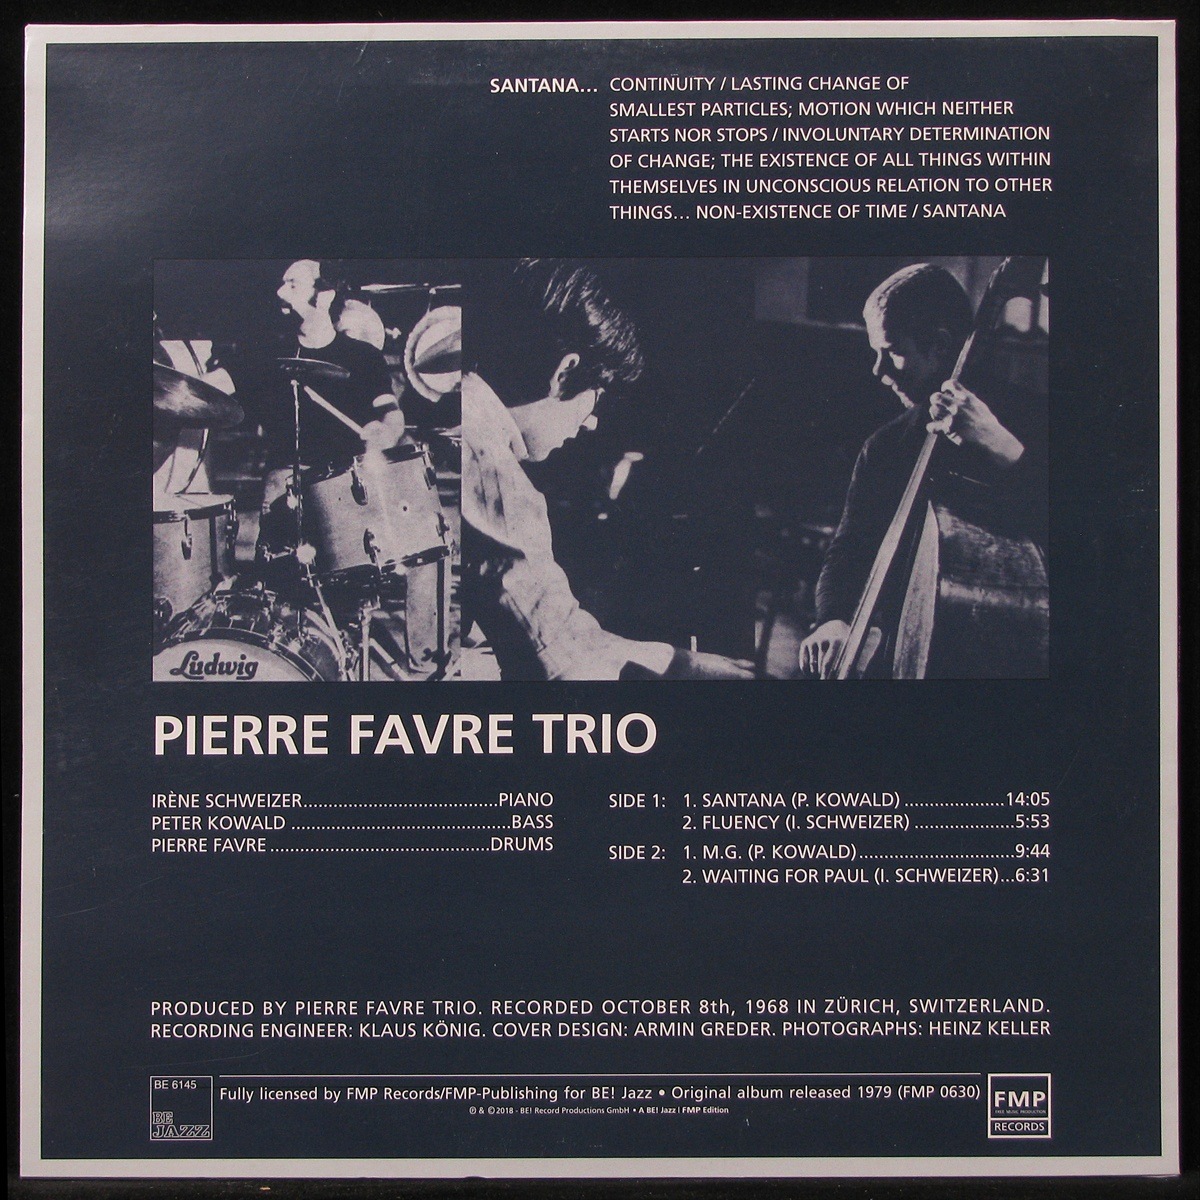 SANTANA... CONTINUITY / LASTING CHANGE OF
SMALLEST PARTICLES; MOTION WHICH NEITHER
STARTS NOR STOPS / INVOLUNTARY DETERMINATION
OF CHANGE; THE EXISTENCE OF ALL THINGS WITHIN
THEMSELVES IN UNCONSCIOUS RELATION TO OTHER
THINGS... NON-EXISTENCE OF TIME / SANTANA
Ludwig
PIERRE FAVRE TRIO
IRÈNE SCHWEIZER...................................PIANO
PETER KOWALD ........................................BASS
PIERRE FAVRE ........................................DRUMS
SIDE 1: 1. SANTANA (P. KOWALD) ..................14:05
2. FLUENCY (I. SCHWEIZER) ..................5:53
SIDE 2: 1. M.G. (P. KOWALD)............................9:44
2. WAITING FOR PAUL (I. SCHWEIZER)...6:31
PRODUCED BY PIERRE FAVRE TRIO. RECORDED OCTOBER 8th, 1968 IN ZÜRICH, SWITZERLAND.
RECORDING ENGINEER: KLAUS KÖNIG. COVER DESIGN: ARMIN GREDER. PHOTOGRAPHS: HEINZ KELLER
BE 6145
BE JAZZ
Fully licensed by FMP Records/FMP-Publishing for BE! Jazz • Original album released 1979 (FMP 0630)
℗ & © 2018 - BE! Record Productions GmbH • A BE! Jazz | FMP Edition
FMP
FREE MUSIC PRODUCTION
RECORDS